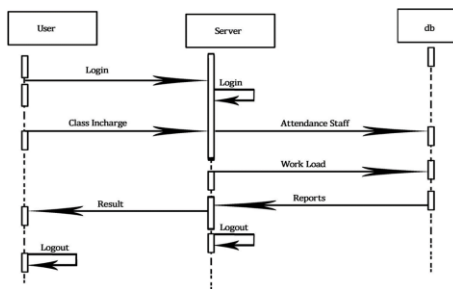 User
Server
db
Login
Login
Class Incharge
Attendance Staff
Work Load
Result
Reports
Logout
Logout